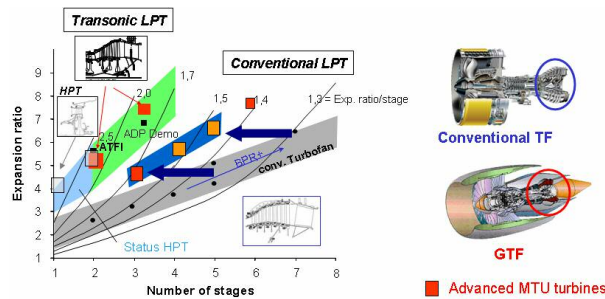 Transonic LPT
Conventional LPT
HPT
2,5
2,0
1,7
1,5
1,4
1,3 = Exp. ratio/stage
ATFI
ADP Demo
BPR+
conv. Turbofan
Status HPT
Expansion ratio
9
8
7
6
5
4
3
2
1
1
2
3
4
5
6
7
8
Number of stages
Conventional TF
GTF
Advanced MTU turbines